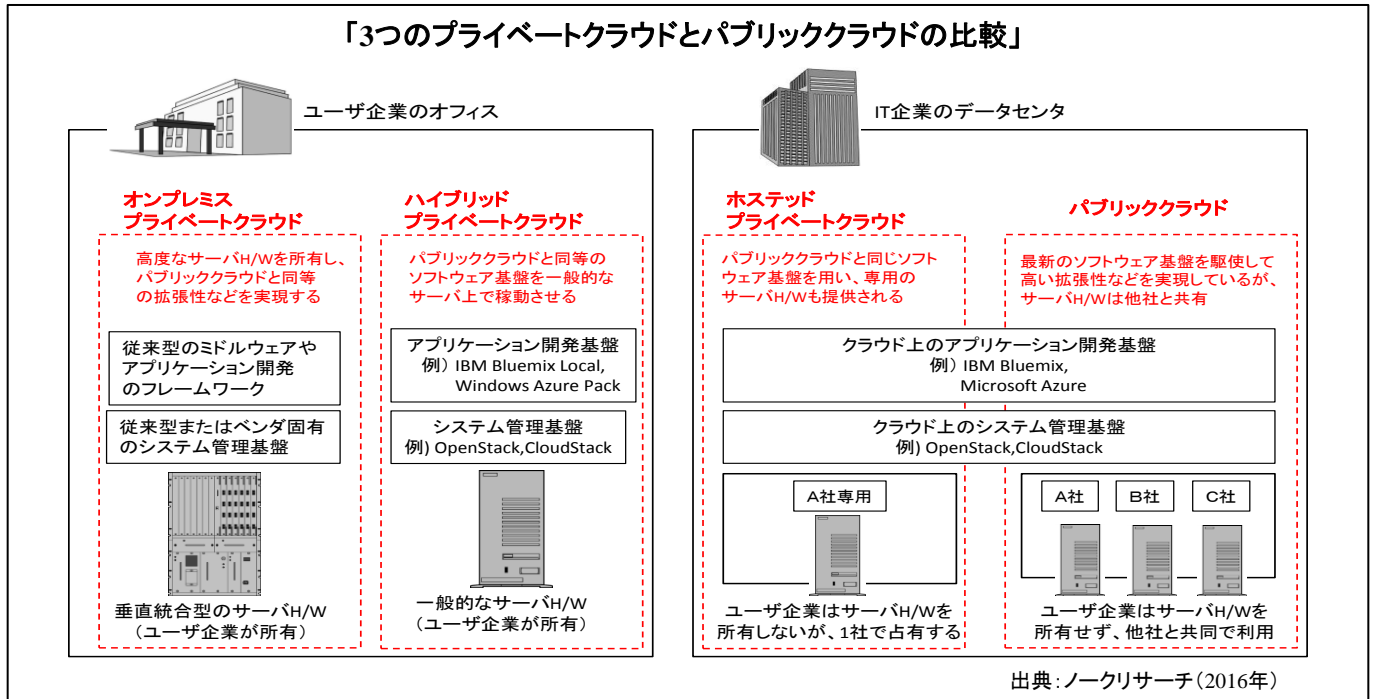 「3つのプライベートクラウドとパブリッククラウドの比較」
ユーザ企業のオフィス
オンプレミス
プライベートクラウド
高度なサーバH/Wを所有し、
パブリッククラウドと同等
の拡張性などを実現する
従来型のミドルウェアや
アプリケーション開発
のフレームワーク
従来型またはベンダ固有
のシステム管理基盤
垂直統合型のサーバH/W
（ユーザ企業が所有）
ハイブリッド
プライベートクラウド
パブリッククラウドと同等の
ソフトウェア基盤を一般的な
サーバ上で稼動させる
アプリケーション開発基盤
例） IBM Bluemix Local,
Windows Azure Pack
システム管理基盤
例) OpenStack,CloudStack
一般的なサーバH/W
（ユーザ企業が所有）
IT企業のデータセンタ
ホステッド
プライベートクラウド
パブリッククラウドと同じソフト
ウェア基盤を用い、専用の
サーバH/Wも提供される
パブリッククラウド
最新のソフトウェア基盤を駆使して
高い拡張性などを実現しているが、
サーバH/Wは他社と共有
クラウド上のアプリケーション開発基盤
例） IBM Bluemix,
Microsoft Azure
クラウド上のシステム管理基盤
例) OpenStack,CloudStack
A社専用
ユーザ企業はサーバH/Wを
所有しないが、1社で占有する
A社
B社
C社
ユーザ企業はサーバH/Wを
所有せず、他社と共同で利用
出典：ノークリサーチ（2016年）